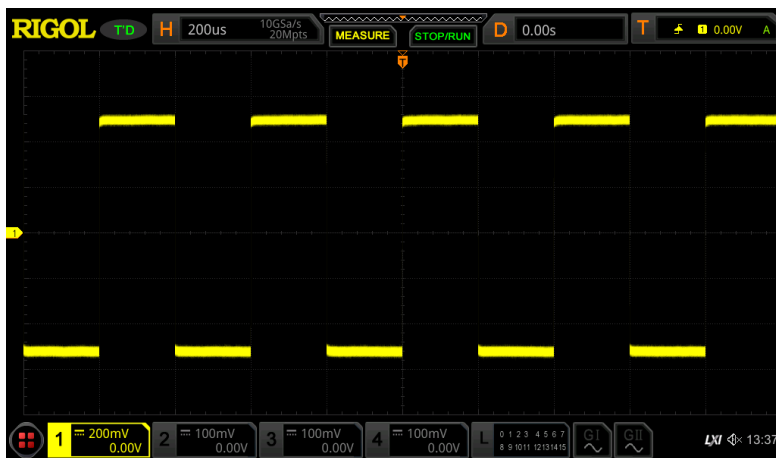 RIGOL T'D H 200us 10GSa/s 20Mpts MEASURE STOP/RUN D 0.00s T 1 0.00V A
T
1
1 200mV 0.00V 2 100mV 0.00V 3 100mV 0.00V 4 100mV 0.00V L 0 1 2 3 4 5 6 7 8 9 10 11 12 13 14 15 GI GII LXI 13:37